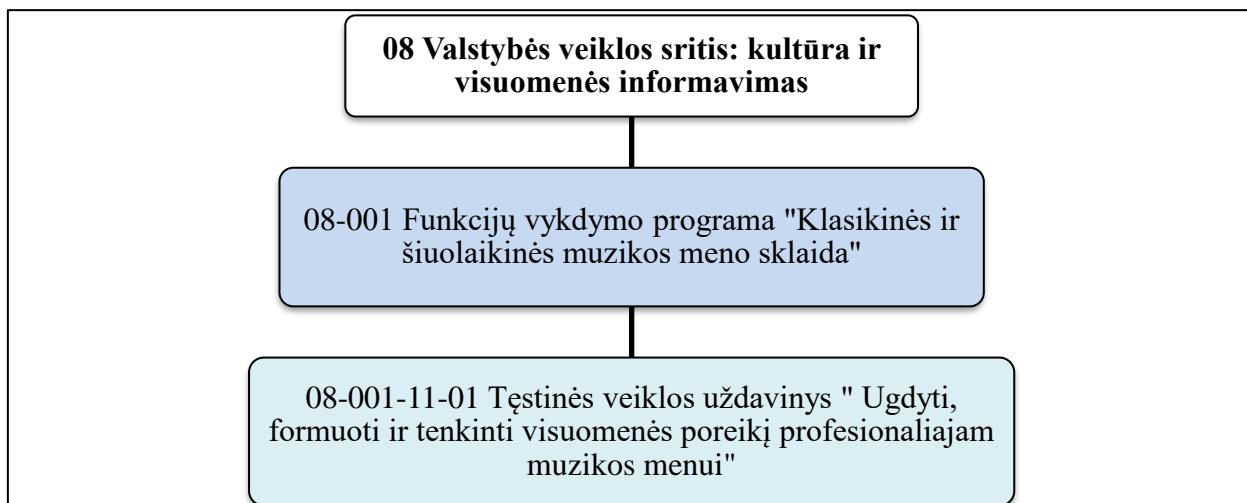 08 Valstybės veiklos sritis: kultūra ir
visuomenės informavimas
08-001 Funkcijų vykdymo programa "Klasikinės ir
šiuolaikinės muzikos meno sklaida"
08-001-11-01 Tęstinės veiklos uždavinys " Ugdyti,
formuoti ir tenkinti visuomenės poreikį profesionaliajam
muzikos menui"